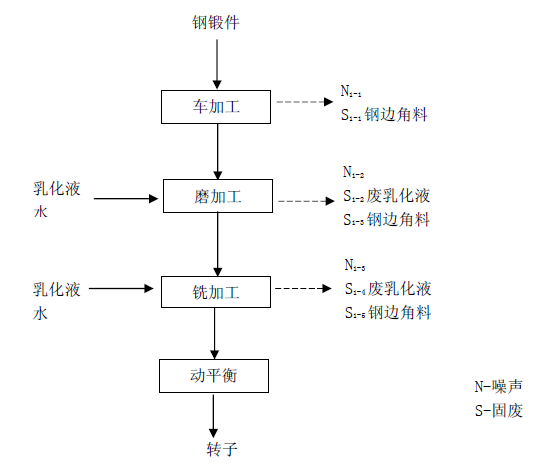 钢锻件
车加工
N₁₋₁
S₁₋₁钢边角料
乳化液
水
磨加工
N₁₋₂
S₁₋₂废乳化液
S₁₋₃钢边角料
乳化液
水
铣加工
N₁₋₃
S₁₋₄废乳化液
S₁₋₅钢边角料
动平衡
N-噪声
S-固废
转子